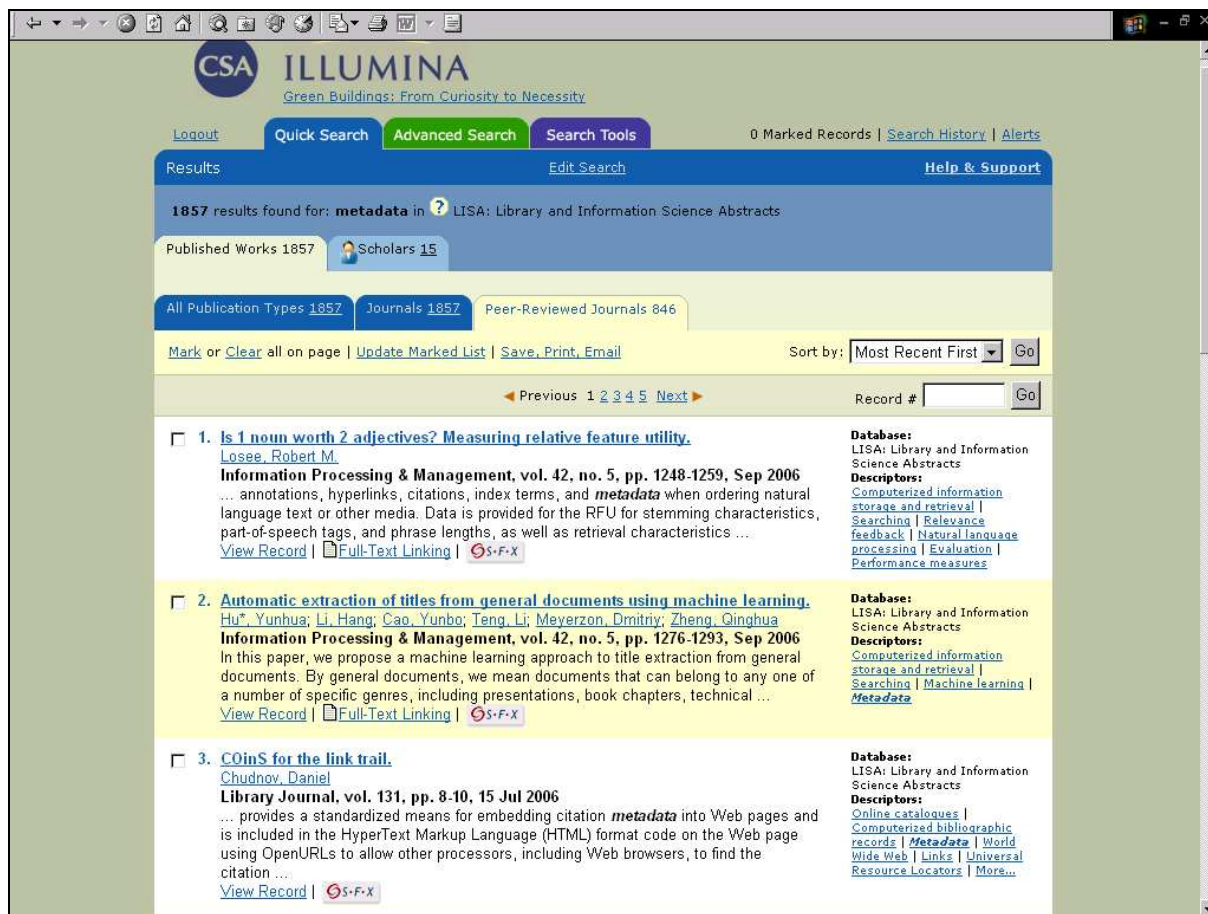 CSA ILLUMINA
Green Buildings: From Curiosity to Necessity
Logout Quick Search Advanced Search Search Tools 0 Marked Records | Search History | Alerts
Results Edit Search Help & Support
1857 results found for: metadata in ? LISA: Library and Information Science Abstracts
Published Works 1857 Scholars 15
All Publication Types 1857 Journals 1857 Peer-Reviewed Journals 846
Mark or Clear all on page | Update Marked List | Save, Print, Email Sort by: Most Recent First Go
Previous 1 2 3 4 5 Next Record # Go
1. Is 1 noun worth 2 adjectives? Measuring relative feature utility.
Losee, Robert M.
Information Processing & Management, vol. 42, no. 5, pp. 1248-1259, Sep 2006
... annotations, hyperlinks, citations, index terms, and metadata when ordering natural
language text or other media. Data is provided for the RFU for stemming characteristics,
part-of-speech tags, and phrase lengths, as well as retrieval characteristics ...
View Record | Full-Text Linking | S·F·X
Database:
LISA: Library and Information
Science Abstracts
Descriptors:
Computerized information
storage and retrieval |
Searching | Relevance
feedback | Natural language
processing | Evaluation |
Performance measures
2. Automatic extraction of titles from general documents using machine learning.
Hu*, Yunhua; Li, Hang; Cao, Yunbo; Teng, Li; Meyerzon, Dmitriy; Zheng, Qinghua
Information Processing & Management, vol. 42, no. 5, pp. 1276-1293, Sep 2006
In this paper, we propose a machine learning approach to title extraction from general
documents. By general documents, we mean documents that can belong to any one of
a number of specific genres, including presentations, book chapters, technical ...
View Record | Full-Text Linking | S·F·X
Database:
LISA: Library and Information
Science Abstracts
Descriptors:
Computerized information
storage and retrieval |
Searching | Machine learning |
Metadata
3. COinS for the link trail.
Chudnov, Daniel
Library Journal, vol. 131, pp. 8-10, 15 Jul 2006
... provides a standardized means for embedding citation metadata into Web pages and
is included in the HyperText Markup Language (HTML) format code on the Web page
using OpenURLs to allow other processors, including Web browsers, to find the
citation ...
View Record | S·F·X
Database:
LISA: Library and Information
Science Abstracts
Descriptors:
Online catalogues |
Computerized bibliographic
records | Metadata | World
Wide Web | Links | Universal
Resource Locators | More...